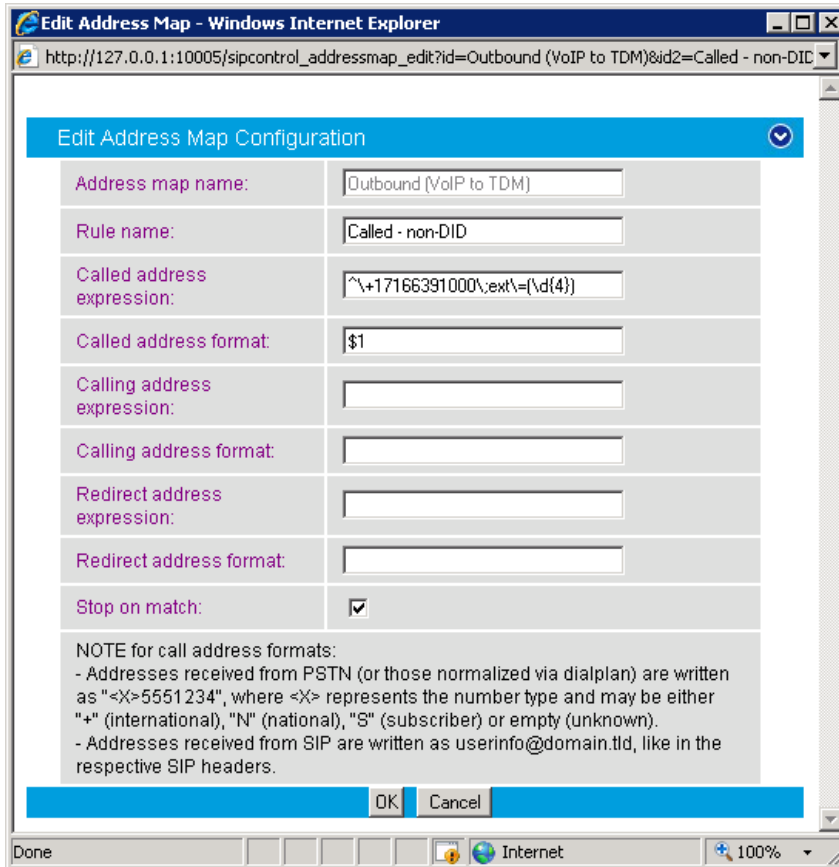 Edit Address Map - Windows Internet Explorer
http://127.0.0.1:10005/sipcontrol_addressmap_edit?id=Outbound (VoIP to TDM)&id2=Called - non-DID
Edit Address Map Configuration
Address map name:
Outbound (VoIP to TDM)
Rule name:
Called - non-DID
Called address
expression:
^\+17166391000\;ext\=(\d{4})
Called address format:
$1
Calling address
expression:
Calling address format:
Redirect address
expression:
Redirect address format:
Stop on match:
NOTE for call address formats:
- Addresses received from PSTN (or those normalized via dialplan) are written
as "<X>5551234", where <X> represents the number type and may be either
"+" (international), "N" (national), "S" (subscriber) or empty (unknown).
- Addresses received from SIP are written as userinfo@domain.tld, like in the
respective SIP headers.
OK Cancel
Done Internet 100%